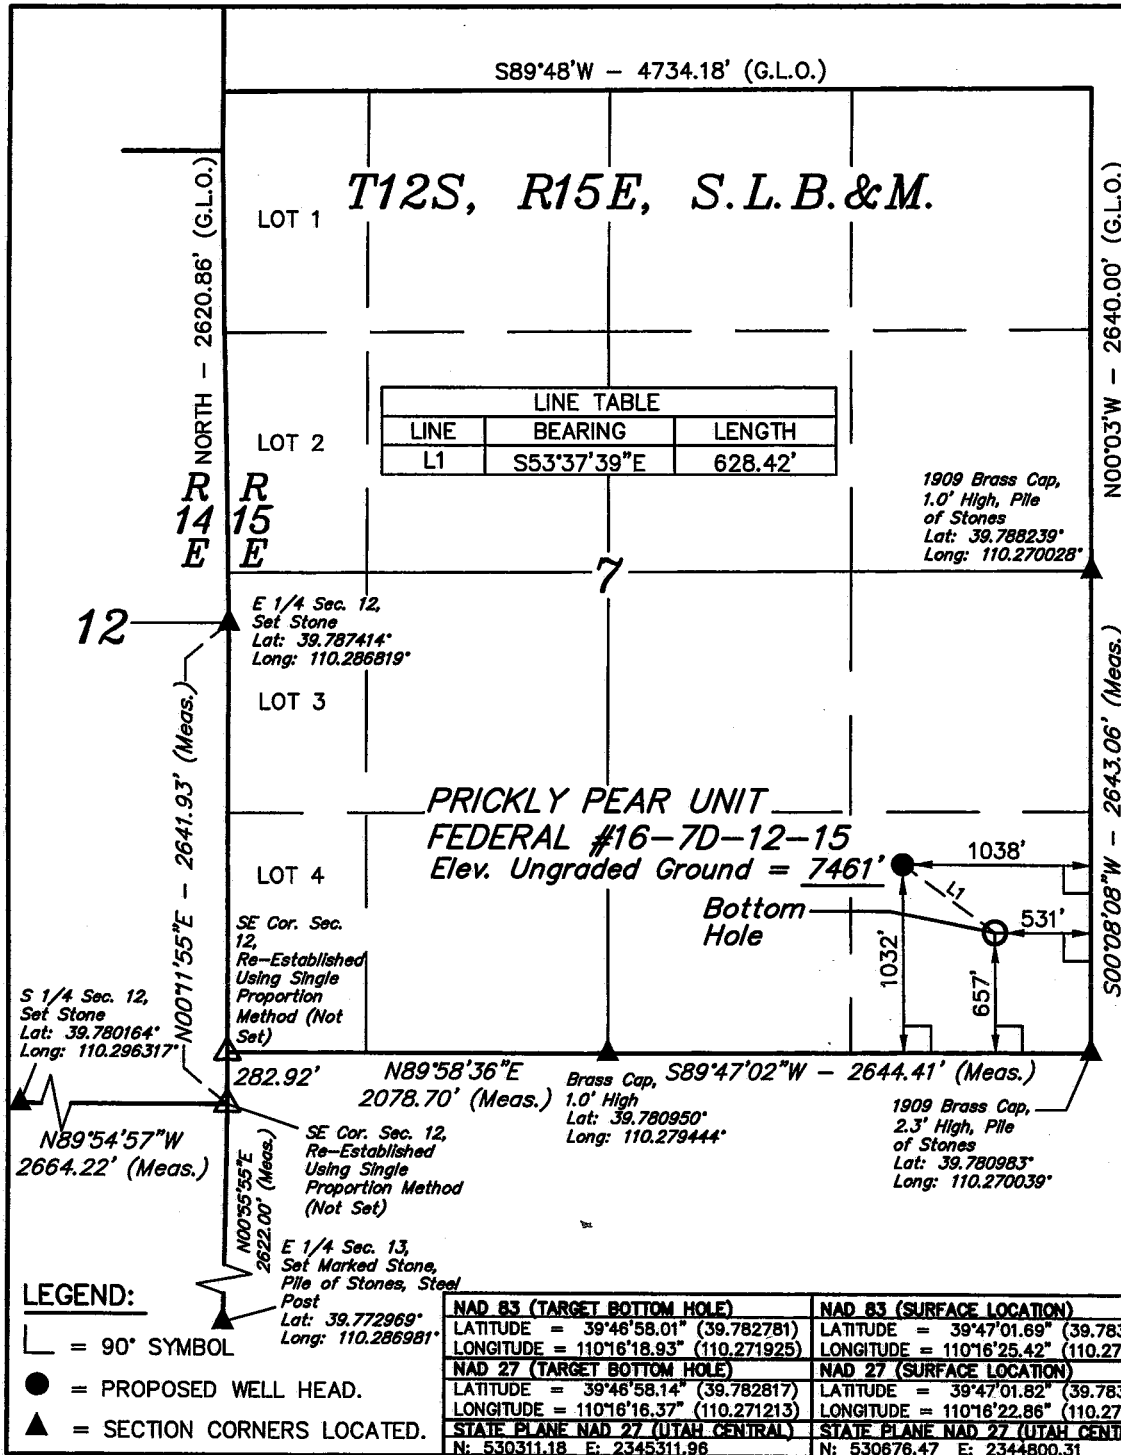 S89°48'W - 4734.18' (G.L.O.)
T12S, R15E, S.L.B.&M.
LOT 1
NORTH - 2620.86' (G.L.O.)
N00°03'W - 2640.00' (G.L.O.)
LINE TABLE
LINE BEARING LENGTH
L1 S53°37'39"E 628.42'
LOT 2
R R
14 15
E E
1909 Brass Cap,
1.0' High, Pile
of Stones
Lat: 39.788239°
Long: 110.270028°
7
12
E 1/4 Sec. 12,
Set Stone
Lat: 39.787414°
Long: 110.286819°
LOT 3
N00°11'55"E - 2641.93' (Meas.)
S00°08'08"W - 2643.06' (Meas.)
PRICKLY PEAR UNIT
FEDERAL #16-7D-12-15
Elev. Ungraded Ground = 7461'
1038'
L1
LOT 4
Bottom
Hole
531'
1032'
657'
SE Cor. Sec.
12,
Re-Established
Using Single
Proportion
Method (Not
Set)
S 1/4 Sec. 12,
Set Stone
Lat: 39.780164°
Long: 110.296317°
282.92'
N89°58'36"E
2078.70' (Meas.)
Brass Cap,
1.0' High
Lat: 39.780950°
Long: 110.279444°
S89°47'02"W - 2644.41' (Meas.)
1909 Brass Cap,
2.3' High, Pile
of Stones
Lat: 39.780983°
Long: 110.270039°
N89°54'57"W
2664.22' (Meas.)
SE Cor. Sec. 12,
Re-Established
Using Single
Proportion Method
(Not Set)
N00°55'55"E
2622.00' (Meas.)
E 1/4 Sec. 13,
Set Marked Stone,
Pile of Stones, Steel
Post
Lat: 39.772969°
Long: 110.286981°
LEGEND:
= 90° SYMBOL
= PROPOSED WELL HEAD.
= SECTION CORNERS LOCATED.
NAD 83 (TARGET BOTTOM HOLE)
LATITUDE = 39°46'58.01" (39.782781)
LONGITUDE = 110°16'18.93" (110.271925)
NAD 27 (TARGET BOTTOM HOLE)
LATITUDE = 39°46'58.14" (39.782817)
LONGITUDE = 110°16'16.37" (110.271213)
STATE PLANE NAD 27 (UTAH CENTRAL)
N: 530311.18 E: 2345311.96
NAD 83 (SURFACE LOCATION)
LATITUDE = 39°47'01.69" (39.783
LONGITUDE = 110°16'25.42" (110.27
NAD 27 (SURFACE LOCATION)
LATITUDE = 39°47'01.82" (39.783
LONGITUDE = 110°16'22.86" (110.27
STATE PLANE NAD 27 (UTAH CENT
N: 530676.47 E: 2344800.31